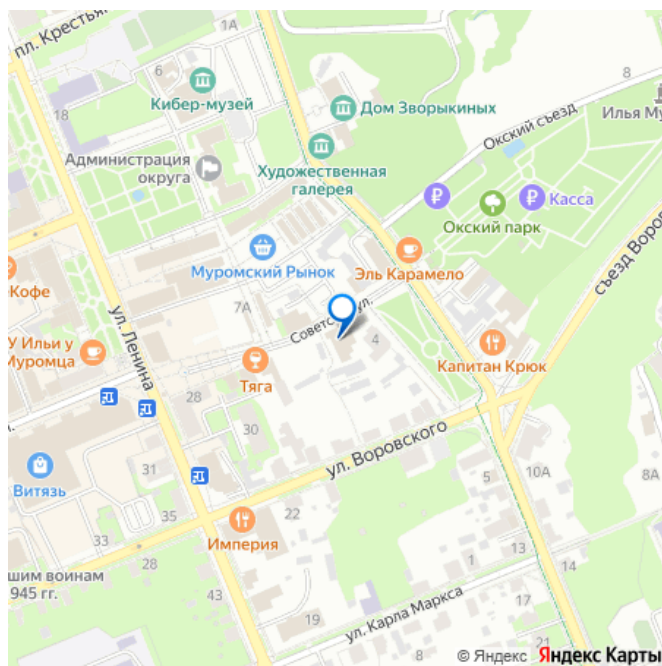 пл. Крестья
1А
6
18
Кибер-музей
8
Дом Зворыкиных
Илья Му
Окский съезд
Администрация
округа
Художественная
галерея
Касса
Окский парк
Муромский Рынок
Эль Карамело
съезд Воро
Кофе
7А
Советс
ул.
ул. Ленина
У Ильи у
Муромца
4
Капитан Крюк
Тяга
28
30
ул. Воровского
31
Витязь
5
10А
8А
33
35
22
Империя
28
1
13
14
шим воинам
945 гг.
43
ул. Карла Маркса
17
19
21
© Яндекс Яндекс Карты